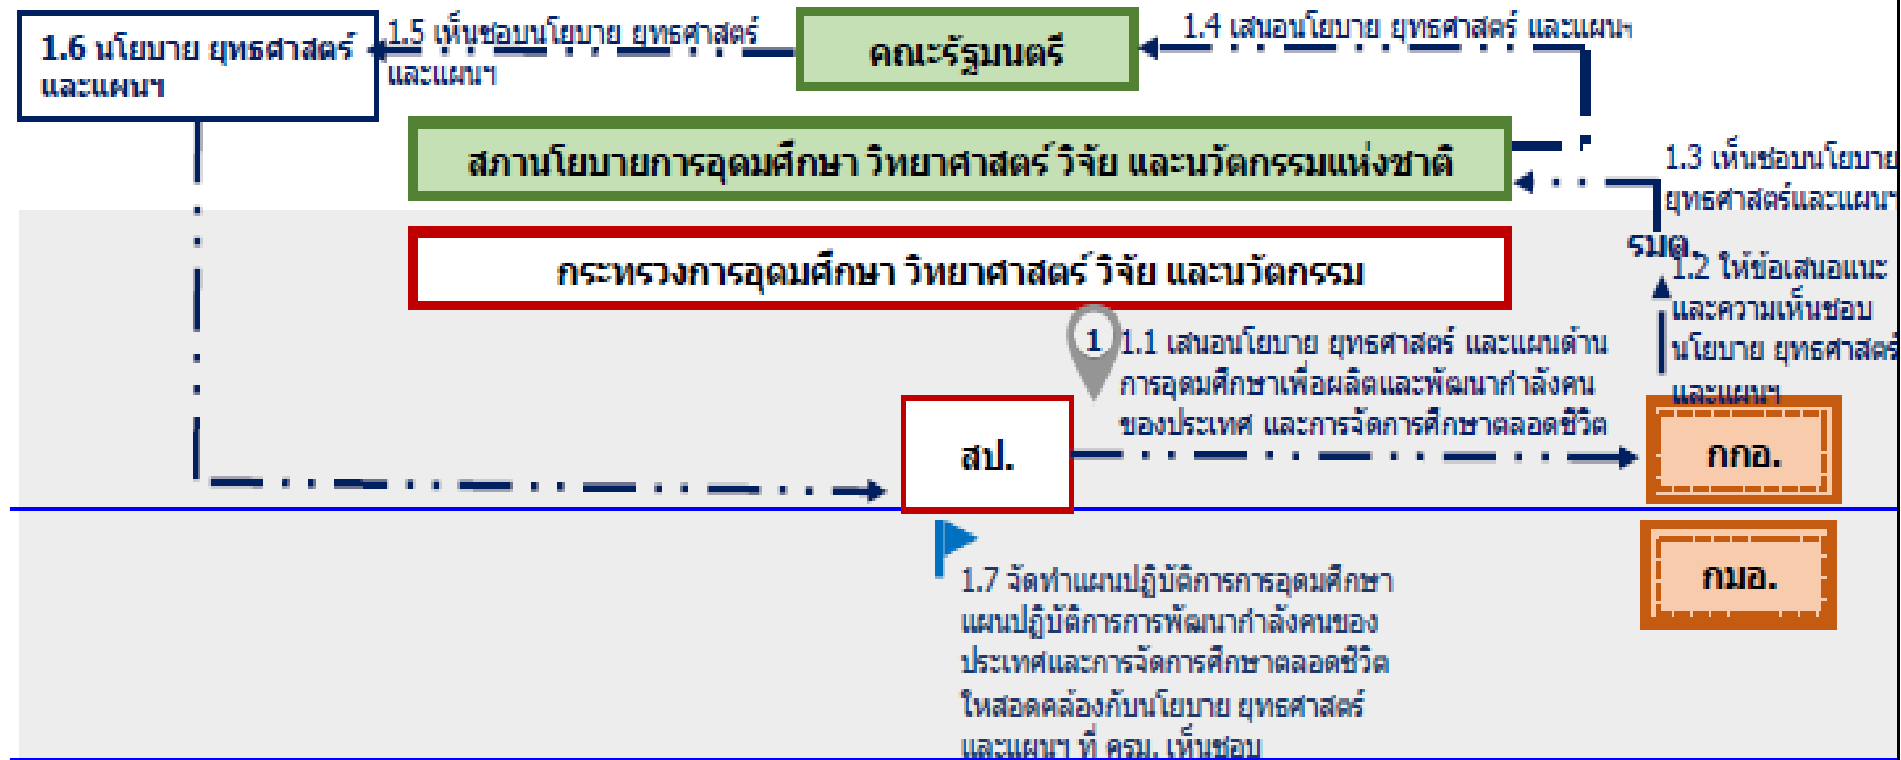 1.6 นโยบาย ยุทธศาสตร์
และแผนฯ
1.5 เห็นชอบนโยบาย ยุทธศาสตร์
และแผนฯ
คณะรัฐมนตรี
1.4 เสนอนโยบาย ยุทธศาสตร์ และแผนฯ
สภานโยบายการอุดมศึกษา วิทยาศาสตร์ วิจัย และนวัตกรรมแห่งชาติ
1.3 เห็นชอบนโยบาย
ยุทธศาสตร์และแผนฯ
กระทรวงการอุดมศึกษา วิทยาศาสตร์ วิจัย และนวัตกรรม
รมต.
1.2 ให้ข้อเสนอแนะ
และความเห็นชอบ
นโยบาย ยุทธศาสตร์
และแผนฯ
1
1.1 เสนอนโยบาย ยุทธศาสตร์ และแผนด้าน
การอุดมศึกษาเพื่อผลิตและพัฒนากำลังคน
ของประเทศ และการจัดการศึกษาตลอดชีวิต
สป.
กกอ.
กมอ.
1.7 จัดทำแผนปฏิบัติการการอุดมศึกษา
แผนปฏิบัติการการพัฒนากำลังคนของ
ประเทศและการจัดการศึกษาตลอดชีวิต
ให้สอดคล้องกับนโยบาย ยุทธศาสตร์
และแผนฯ ที่ ครม. เห็นชอบ